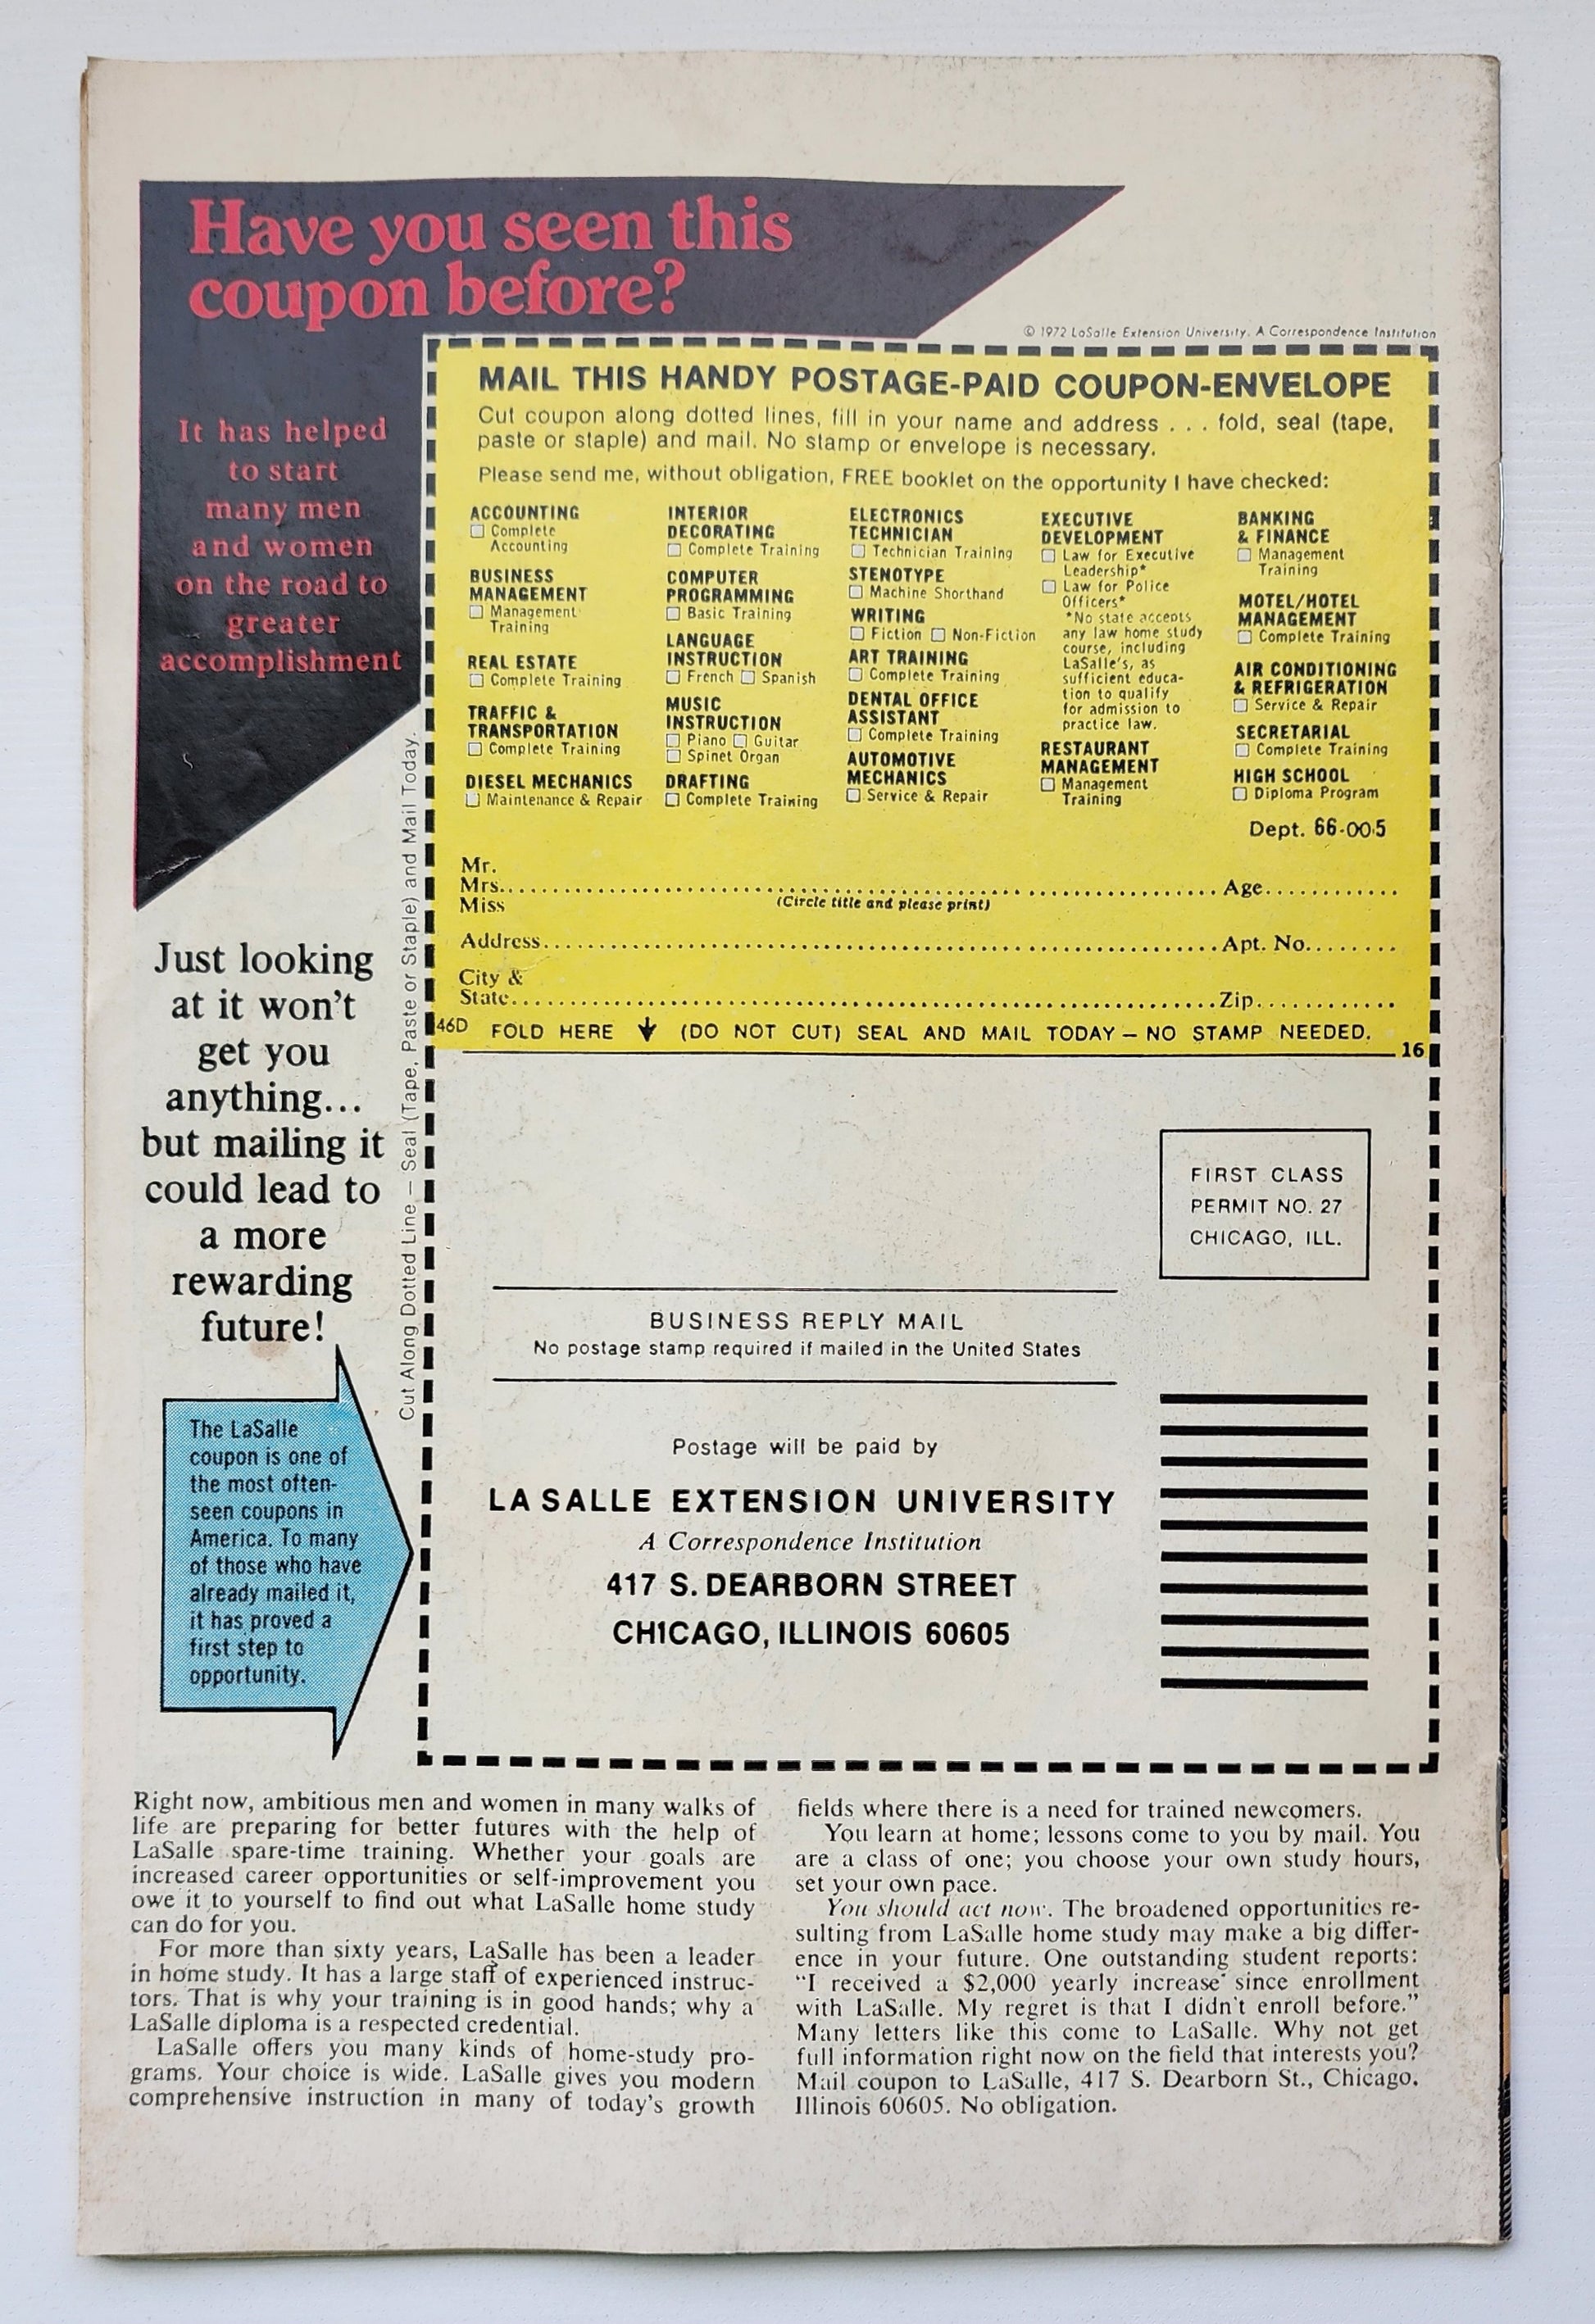 Have you seen this
coupon before?
It has helped
to start
many men
and women
on the road to
greater
accomplishment
Just looking
at it won't
get you
anything...
but mailing it
could lead to
a more
rewarding
future!
The LaSalle
coupon is one of
the most often-
seen coupons in
America. To many
of those who have
already mailed it,
it has proved a
first step to
opportunity.
Cut Along Dotted Line — Seal (Tape, Paste or Staple) and Mail Today.
© 1972 LaSalle Extension University. A Correspondence Institution
MAIL THIS HANDY POSTAGE-PAID COUPON-ENVELOPE
Cut coupon along dotted lines, fill in your name and address . . . fold, seal (tape,
paste or staple) and mail. No stamp or envelope is necessary.
Please send me, without obligation, FREE booklet on the opportunity I have checked:
ACCOUNTING
☐ Complete
Accounting
BUSINESS
MANAGEMENT
☐ Management
Training
REAL ESTATE
☐ Complete Training
TRAFFIC &
TRANSPORTATION
☐ Complete Training
DIESEL MECHANICS
☐ Maintenance & Repair
INTERIOR
DECORATING
☐ Complete Training
COMPUTER
PROGRAMMING
☐ Basic Training
LANGUAGE
INSTRUCTION
☐ French ☐ Spanish
MUSIC
INSTRUCTION
☐ Piano ☐ Guitar
☐ Spinet Organ
DRAFTING
☐ Complete Training
ELECTRONICS
TECHNICIAN
☐ Technician Training
STENOTYPE
☐ Machine Shorthand
WRITING
☐ Fiction ☐ Non-Fiction
ART TRAINING
☐ Complete Training
DENTAL OFFICE
ASSISTANT
☐ Complete Training
AUTOMOTIVE
MECHANICS
☐ Service & Repair
EXECUTIVE
DEVELOPMENT
☐ Law for Executive
Leadership*
☐ Law for Police
Officers*
*No state accepts
any law home study
course, including
LaSalle's, as
sufficient educa-
tion to qualify
for admission to
practice law.
RESTAURANT
MANAGEMENT
☐ Management
Training
BANKING
& FINANCE
☐ Management
Training
MOTEL/HOTEL
MANAGEMENT
☐ Complete Training
AIR CONDITIONING
& REFRIGERATION
☐ Service & Repair
SECRETARIAL
☐ Complete Training
HIGH SCHOOL
☐ Diploma Program
Dept. 66-005
Mr.
Mrs. Age
Miss (Circle title and please print)
Address Apt. No.
City &
State Zip
46D FOLD HERE ↓ (DO NOT CUT) SEAL AND MAIL TODAY — NO STAMP NEEDED.
16
FIRST CLASS
PERMIT NO. 27
CHICAGO, ILL.
BUSINESS REPLY MAIL
No postage stamp required if mailed in the United States
Postage will be paid by
LA SALLE EXTENSION UNIVERSITY
A Correspondence Institution
417 S. DEARBORN STREET
CHICAGO, ILLINOIS 60605
Right now, ambitious men and women in many walks of
life are preparing for better futures with the help of
LaSalle spare-time training. Whether your goals are
increased career opportunities or self-improvement you
owe it to yourself to find out what LaSalle home study
can do for you.
For more than sixty years, LaSalle has been a leader
in home study. It has a large staff of experienced instruc-
tors. That is why your training is in good hands; why a
LaSalle diploma is a respected credential.
LaSalle offers you many kinds of home-study pro-
grams. Your choice is wide. LaSalle gives you modern
comprehensive instruction in many of today's growth
fields where there is a need for trained newcomers.
You learn at home; lessons come to you by mail. You
are a class of one; you choose your own study hours,
set your own pace.
You should act now. The broadened opportunities re-
sulting from LaSalle home study may make a big differ-
ence in your future. One outstanding student reports:
"I received a $2,000 yearly increase since enrollment
with LaSalle. My regret is that I didn't enroll before."
Many letters like this come to LaSalle. Why not get
full information right now on the field that interests you?
Mail coupon to LaSalle, 417 S. Dearborn St., Chicago,
Illinois 60605. No obligation.